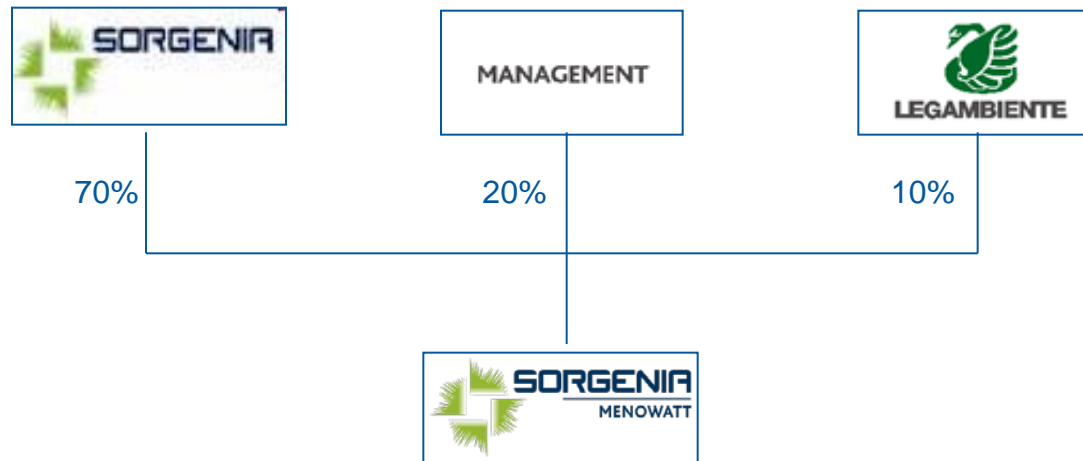 SORGENIA
MANAGEMENT
LEGAMBIENTE
70%
20%
10%
SORGENIA
MENOWATT